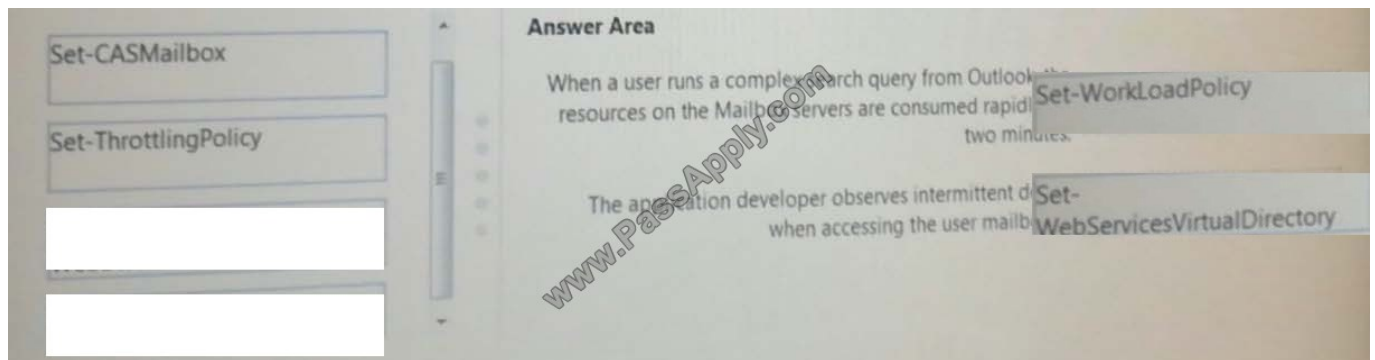 Set-CASMailbox
Set-ThrottlingPolicy
Answer Area
When a user runs a complex search query from Outlook, the
resources on the Mailbox servers are consumed rapidl
two minutes.
Set-WorkLoadPolicy
The application developer observes intermittent d
when accessing the user mailb
Set-
WebServicesVirtualDirectory
www.PassApply.com